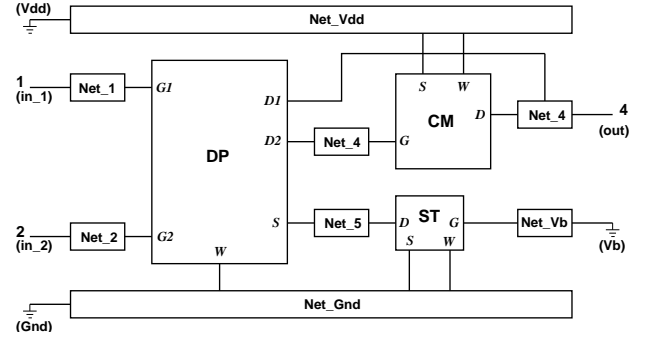 (Vdd)
Net_Vdd
1
(in_1)
Net_1
G1
D1
S W
CM
D
Net_4
4
(out)
DP
D2
Net_4
G
2
(in_2)
Net_2
G2
S
Net_5
D ST G
S W
Net_Vb
(Vb)
W
Net_Gnd
(Gnd)